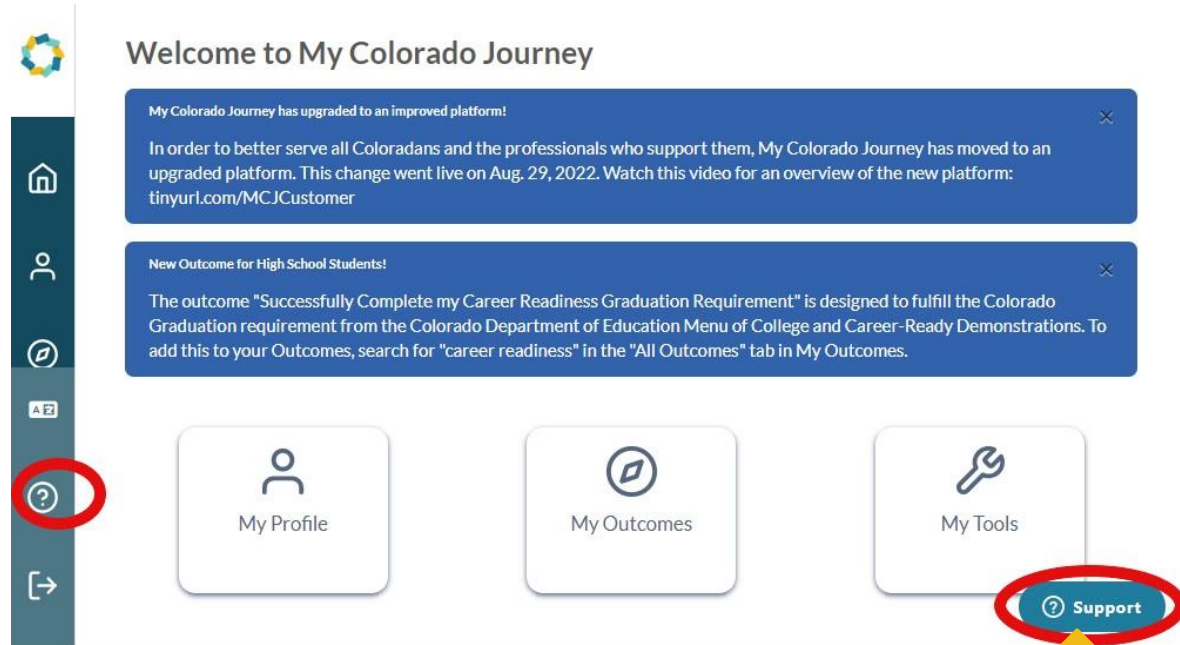 Welcome to My Colorado Journey
My Colorado Journey has upgraded to an improved platform!
In order to better serve all Coloradans and the professionals who support them, My Colorado Journey has moved to an
upgraded platform. This change went live on Aug. 29, 2022. Watch this video for an overview of the new platform:
tinyurl.com/MCJCustomer
New Outcome for High School Students!
The outcome "Successfully Complete my Career Readiness Graduation Requirement" is designed to fulfill the Colorado
Graduation requirement from the Colorado Department of Education Menu of College and Career-Ready Demonstrations. To
add this to your Outcomes, search for "career readiness" in the "All Outcomes" tab in My Outcomes.
My Profile
My Outcomes
My Tools
Support